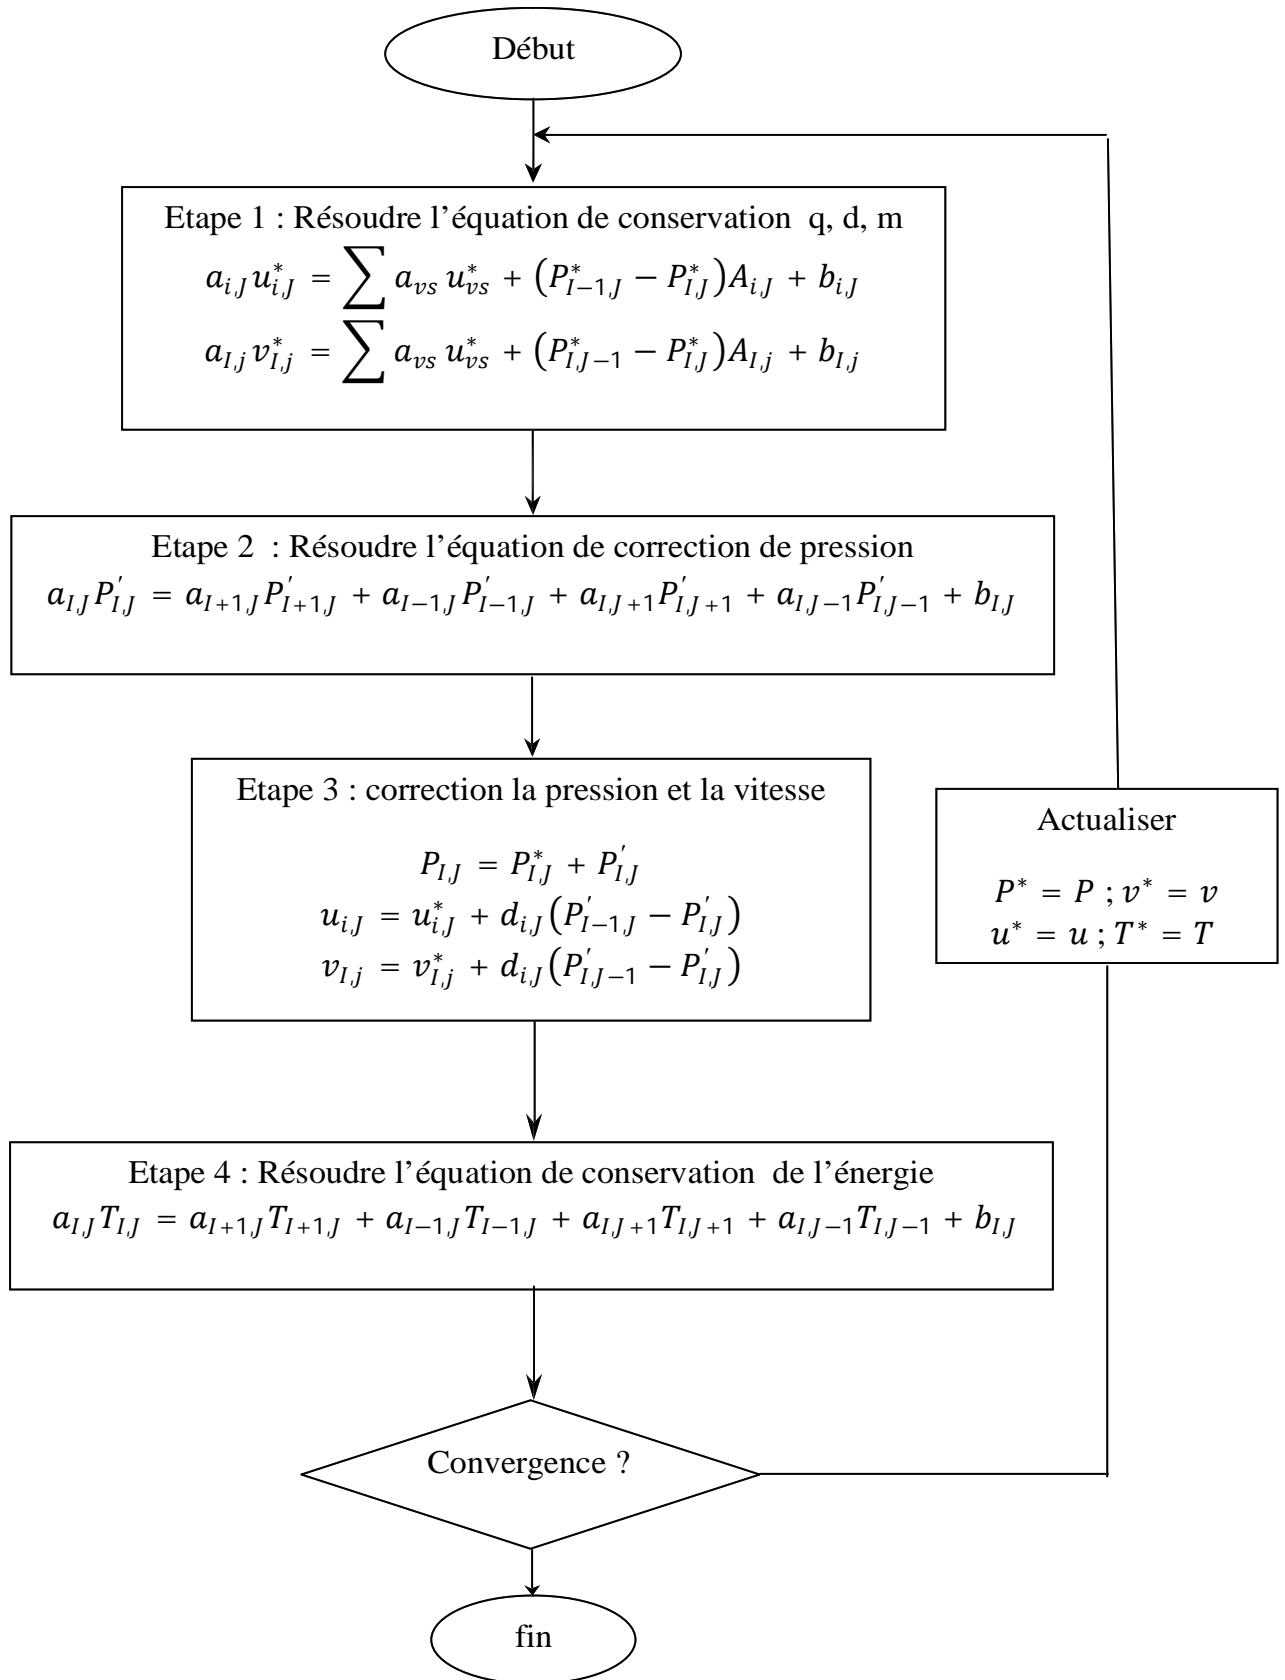 Début
Etape 1 : Résoudre l’équation de conservation q, d, m
a_{i,J} u^*_{i,J} = ∑ a_{vs} u^*_{vs} + (P^*_{I−1,J} − P^*_{I,J})A_{i,J} + b_{i,J}
a_{I,j} v^*_{I,j} = ∑ a_{vs} u^*_{vs} + (P^*_{I,J−1} − P^*_{I,J})A_{I,j} + b_{I,j}
Etape 2 : Résoudre l’équation de correction de pression
a_{I,J} P'_{I,J} = a_{I+1,J} P'_{I+1,J} + a_{I−1,J} P'_{I−1,J} + a_{I,J+1} P'_{I,J+1} + a_{I,J−1} P'_{I,J−1} + b_{I,J}
Etape 3 : correction la pression et la vitesse
P_{I,J} = P^*_{I,J} + P'_{I,J}
u_{i,J} = u^*_{i,J} + d_{i,J}(P'_{I−1,J} − P'_{I,J})
v_{I,j} = v^*_{I,j} + d_{i,J}(P'_{I,J−1} − P'_{I,J})
Actualiser
P^* = P ; v^* = v
u^* = u ; T^* = T
Etape 4 : Résoudre l’équation de conservation de l’énergie
a_{I,J} T_{I,J} = a_{I+1,J} T_{I+1,J} + a_{I−1,J} T_{I−1,J} + a_{I,J+1} T_{I,J+1} + a_{I,J−1} T_{I,J−1} + b_{I,J}
Convergence ?
fin